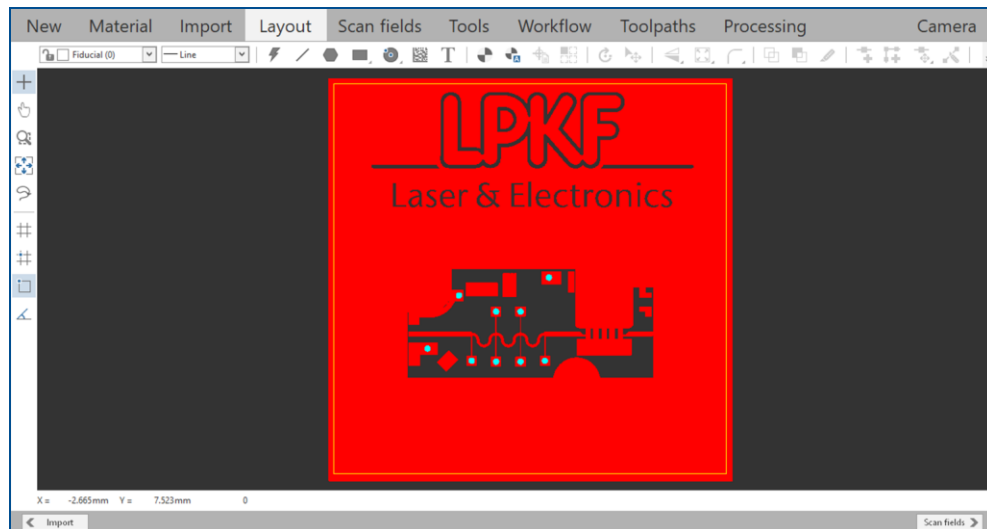 New Material Import Layout Scan fields Tools Workflow Toolpaths Processing Camera
Fiducial (0) Line T
LPKF
Laser & Electronics
X = -2.665mm Y = 7.523mm 0
Import Scan fields